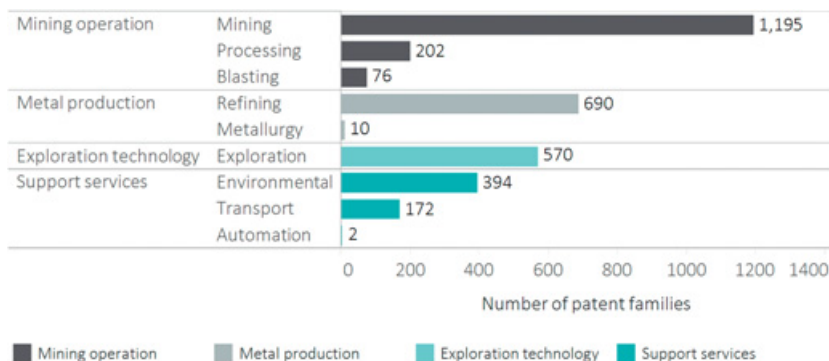 Mining operation Mining 1,195
Processing 202
Blasting 76
Metal production Refining 690
Metallurgy 10
Exploration technology Exploration 570
Support services Environmental 394
Transport 172
Automation 2
0 200 400 600 800 1000 1200 1400
Number of patent families
Mining operation Metal production Exploration technology Support services